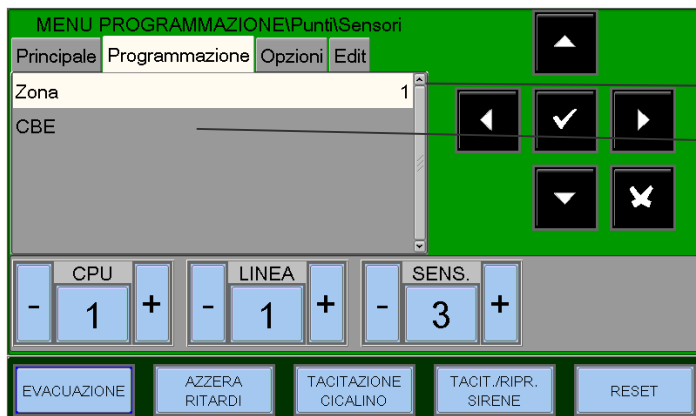 MENU PROGRAMMAZIONE\Punti\Sensori
Principale Programmazione Opzioni Edit
Zona 1
CBE
CPU LINEA SENS.
- 1 + - 1 + - 3 +
EVACUAZIONE AZZERA RITARDI TACITAZIONE CICALINO TACIT./RIPR. SIRENE RESET